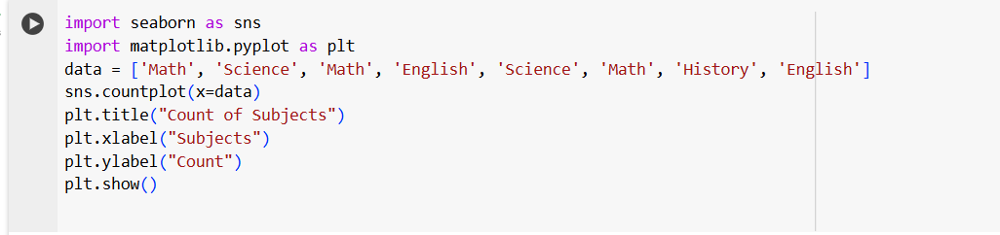 import seaborn as sns
import matplotlib.pyplot as plt
data = ['Math', 'Science', 'Math', 'English', 'Science', 'Math', 'History', 'English']
sns.countplot(x=data)
plt.title("Count of Subjects")
plt.xlabel("Subjects")
plt.ylabel("Count")
plt.show()